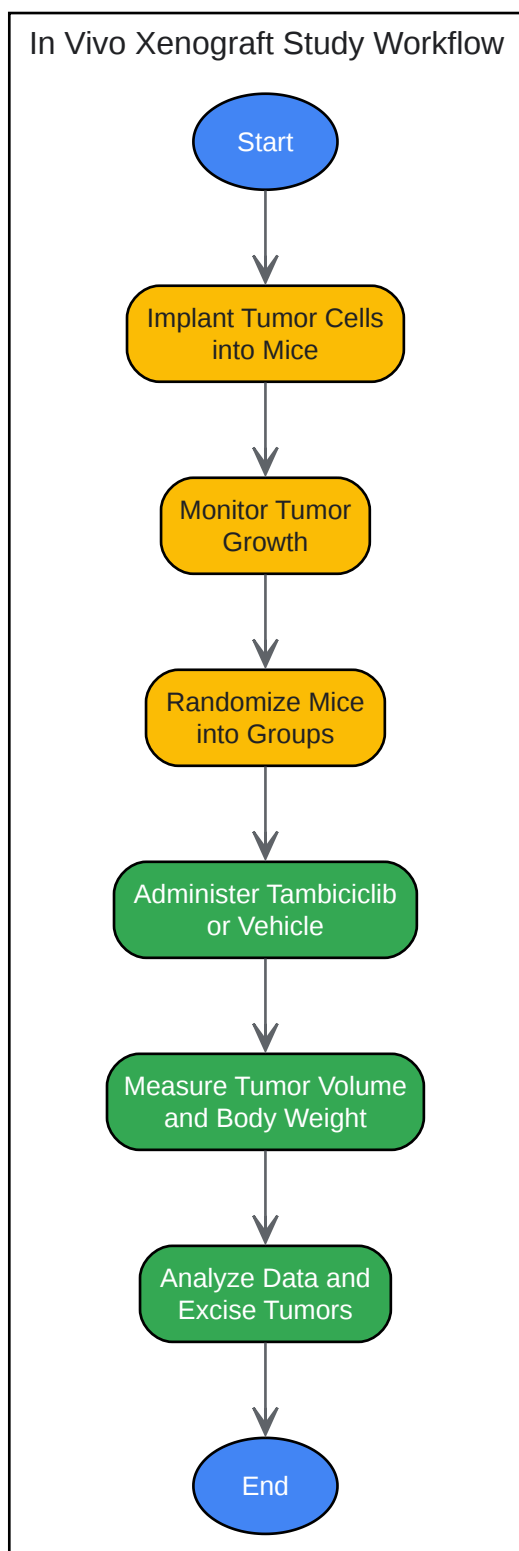 In Vivo Xenograft Study Workflow
Start
Implant Tumor Cells
into Mice
Monitor Tumor
Growth
Randomize Mice
into Groups
Administer Tambiciclib
or Vehicle
Measure Tumor Volume
and Body Weight
Analyze Data and
Excise Tumors
End